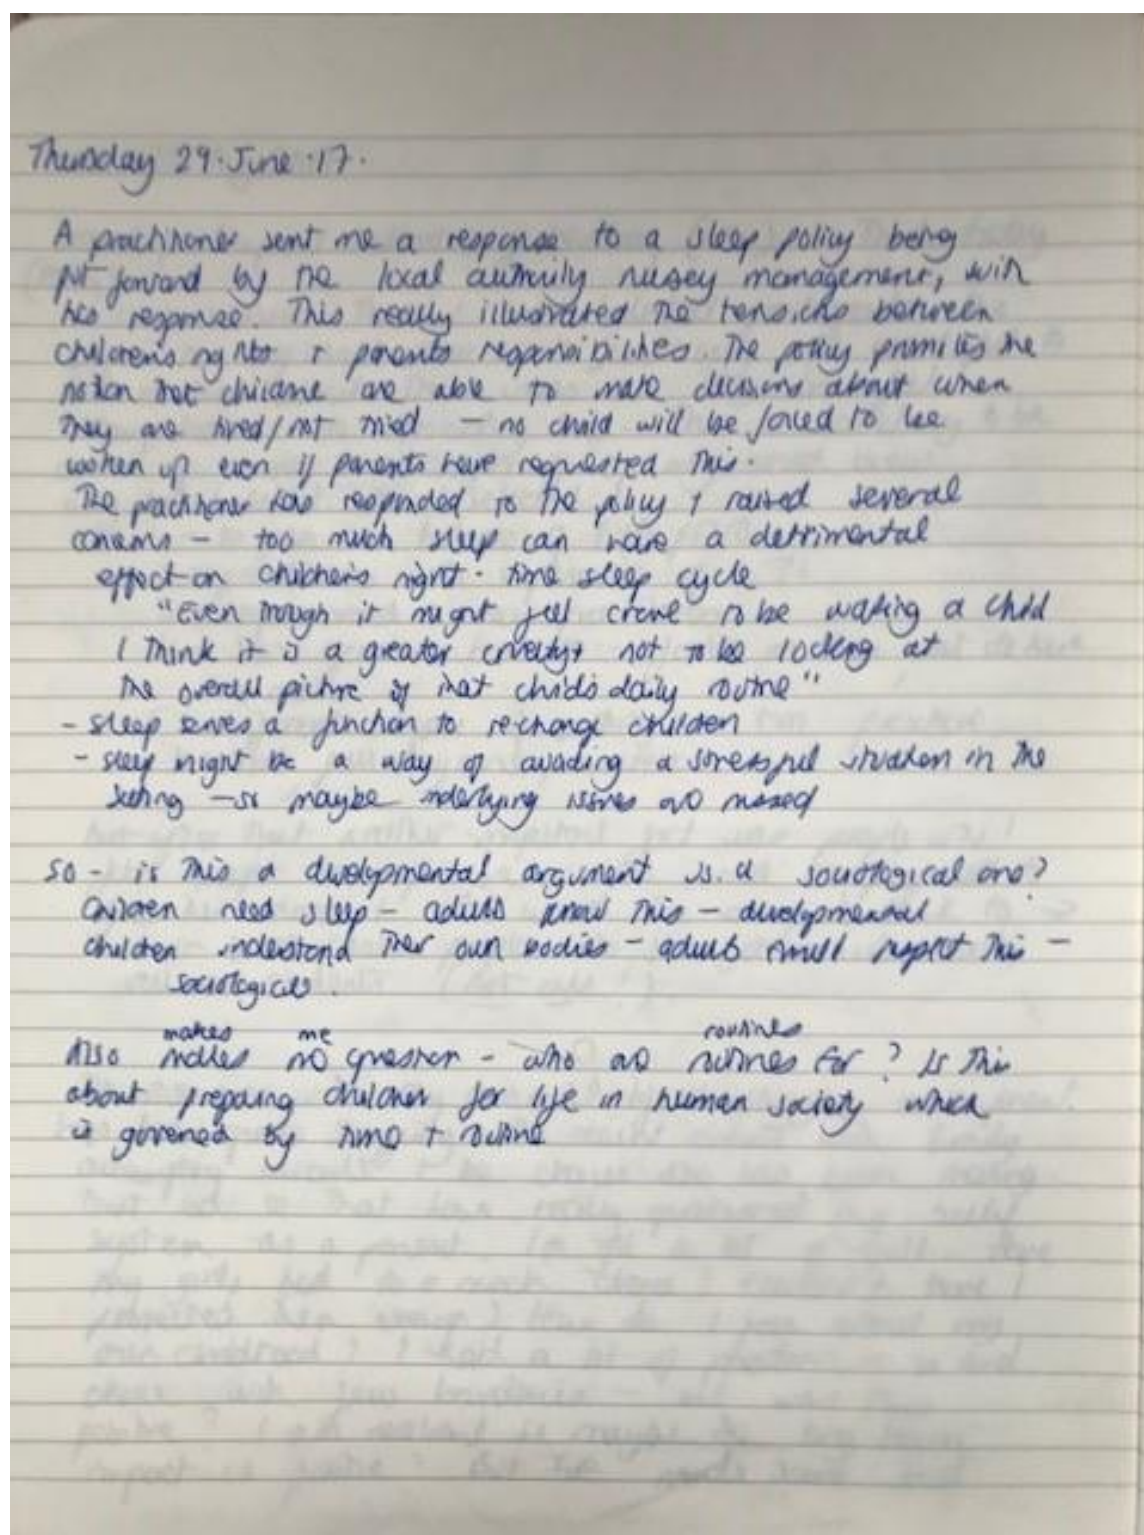 Thursday 29.June.17.
A practitioner sent me a response to a sleep policy being
put forward by the local authority nursey management, with
her response. This really illustrated the tensions between
children's rights + parents responsibilities. The policy promotes the
notion that children are able to make decisions about when
they are tired/not tired – no child will be forced to be
woken up even if parents have requested this.
The practitioner has responded to the policy & raised several
concerns – too much sleep can have a detrimental
effect on children's night-time sleep cycle
"Even though it might feel cruel to be waking a child
I think it is a greater cruelty not to be looking at
the overall picture of that child's daily routine"
- sleep serves a function to re-charge children
- sleep might be a way of avoiding a stressful situation in the
setting – so maybe underlying issues are missed
So - is this a developmental argument vs. a sociological one?
Children need sleep – adults know this – developmental
children understand their own bodies – adults must respect this –
sociological.
makes me routines
Also makes me question – who are routines for? Is this
about preparing children for life in human society which
is governed by time + routine